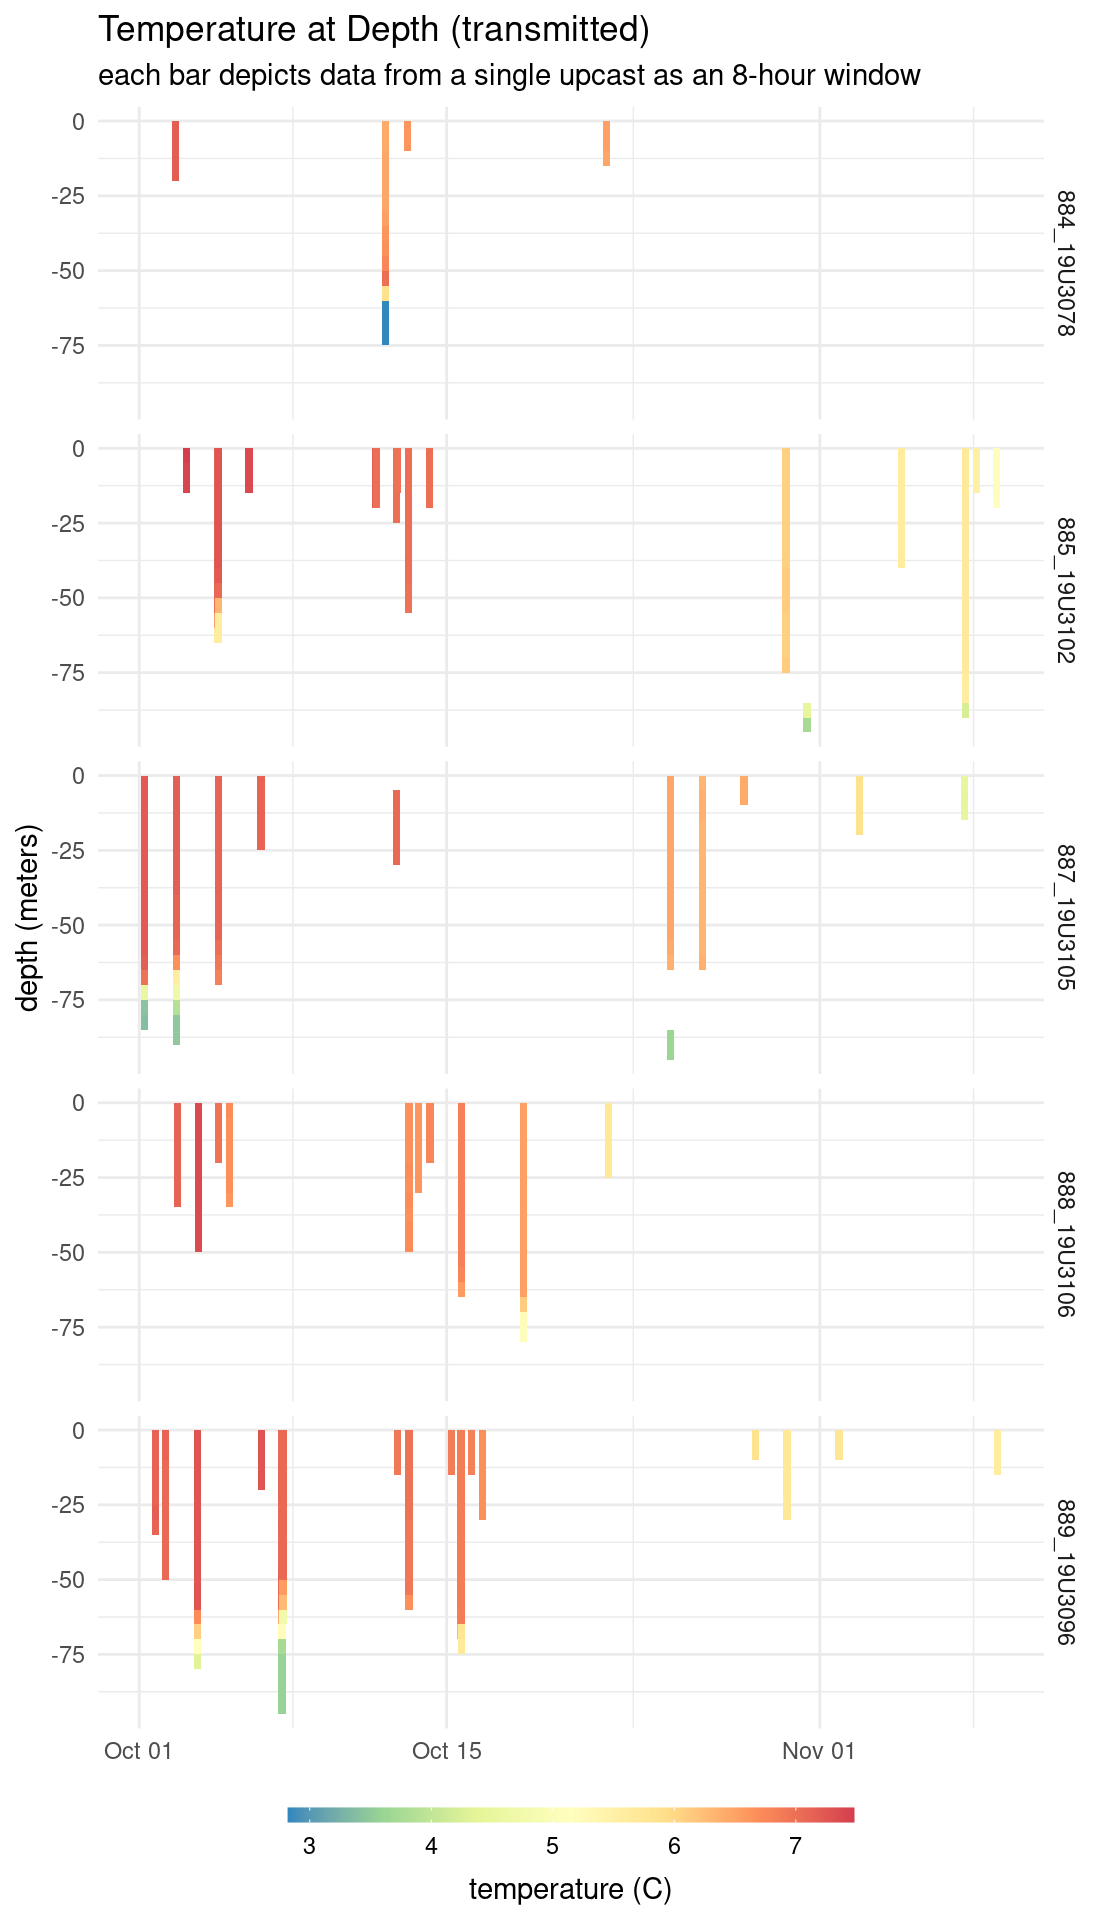 Temperature at Depth (transmitted)
each bar depicts data from a single upcast as an 8-hour window
0
-25
-50
-75
884_19U3078
0
-25
-50
-75
885_19U3102
0
-25
-50
-75
887_19U3105
depth (meters)
0
-25
-50
-75
888_19U3106
0
-25
-50
-75
889_19U3096
Oct 01
Oct 15
Nov 01
3
4
5
6
7
temperature (C)